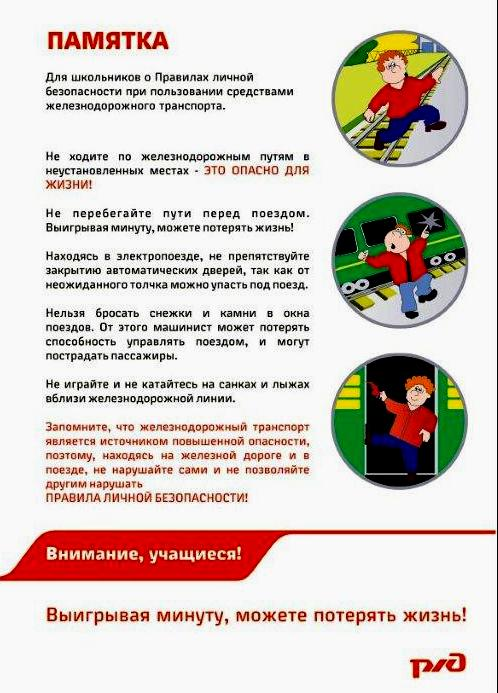 ПАМЯТКА
Для школьников о Правилах личной
безопасности при пользовании средствами
железнодорожного транспорта.
Не ходите по железнодорожным путям в
неустановленных местах - ЭТО ОПАСНО ДЛЯ
ЖИЗНИ!
Не перебегайте пути перед поездом.
Выигрывая минуту, можете потерять жизнь!
Находясь в электропоезде, не препятствуйте
закрытию автоматических дверей, так как от
неожиданного толчка можно упасть под поезд.
Нельзя бросать снежки и камни в окна
поездов. От этого машинист может потерять
способность управлять поездом, и могут
пострадать пассажиры.
Не играйте и не катайтесь на санках и лыжах
вблизи железнодорожной линии.
Запомните, что железнодорожный транспорт
является источником повышенной опасности,
поэтому, находясь на железной дороге и в
поезде, не нарушайте сами и не позволяйте
другим нарушать
ПРАВИЛА ЛИЧНОЙ БЕЗОПАСНОСТИ!
Внимание, учащиеся!
Выигрывая минуту, можете потерять жизнь!
ржд